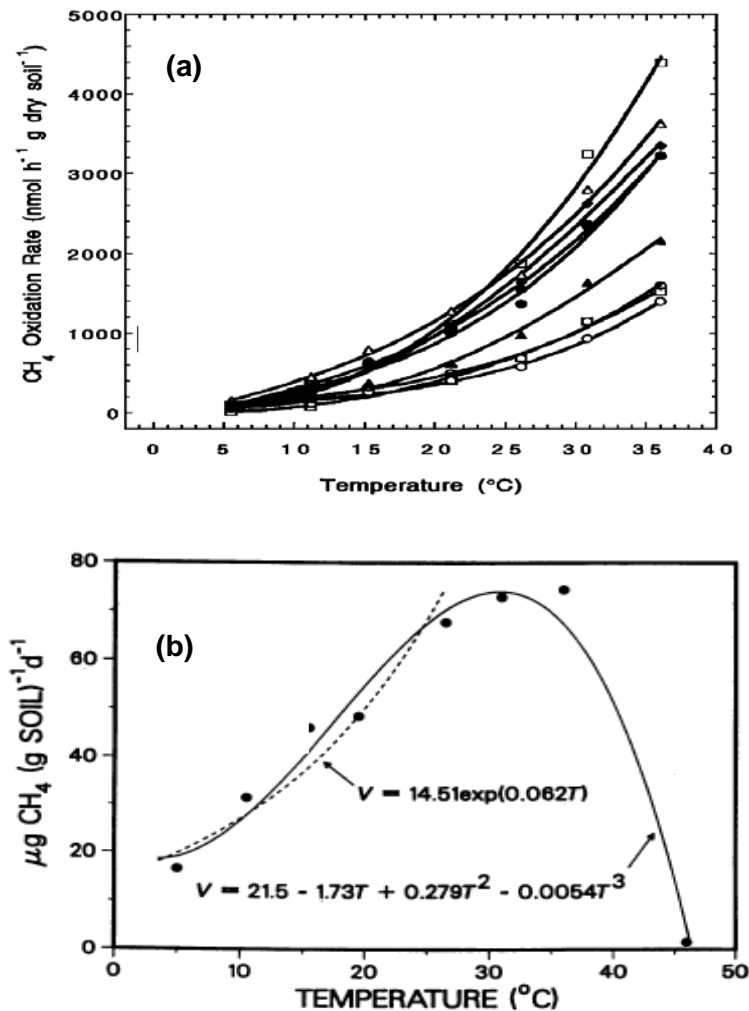 (a)
CH₄ Oxidation Rate (nmol h⁻¹ g dry soil⁻¹)
5000
4000
3000
2000
1000
0
0 5 10 15 20 25 30 35 40
Temperature (°C)
(b)
µg CH₄ (g SOIL)⁻¹d⁻¹
80
60
40
20
0
V = 14.51exp(0.062T)
V = 21.5 - 1.73T + 0.279T² - 0.0054T³
0 10 20 30 40 50
TEMPERATURE (°C)